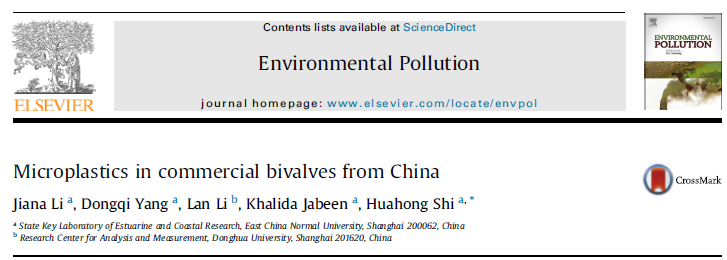 Contents lists available at ScienceDirect
Environmental Pollution
journal homepage: www.elsevier.com/locate/envpol
ELSEVIER
ENVIRONMENTAL
POLLUTION
Microplastics in commercial bivalves from China
CrossMark
Jiana Li a, Dongqi Yang a, Lan Li b, Khalida Jabeen a, Huahong Shi a, *
a State Key Laboratory of Estuarine and Coastal Research, East China Normal University, Shanghai 200062, China
b Research Center for Analysis and Measurement, Donghua University, Shanghai 201620, China